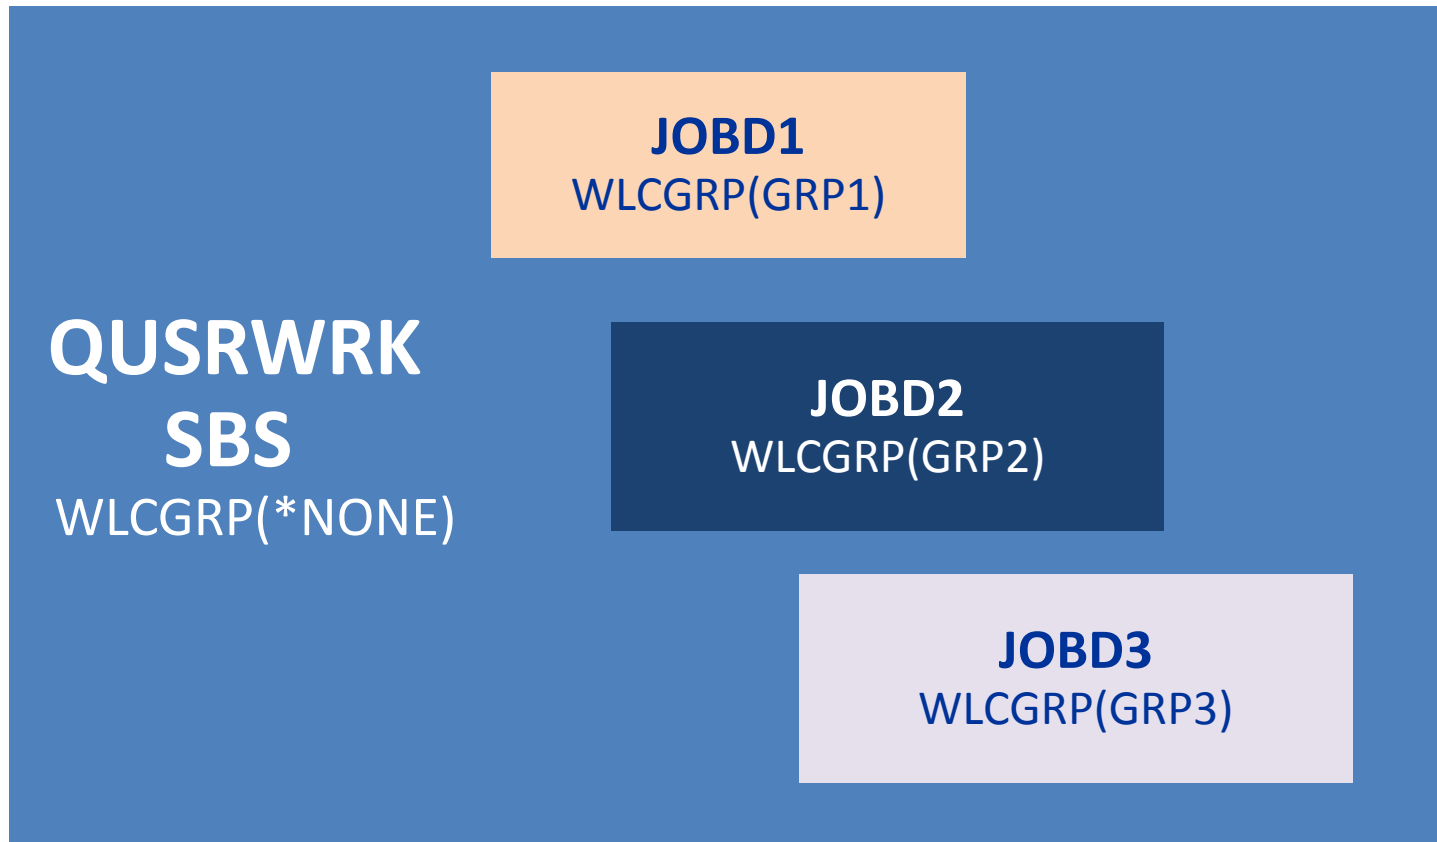 JOBD1
WLCGRP(GRP1)
QUSRWRK
SBS
WLCGRP(*NONE)
JOBD2
WLCGRP(GRP2)
JOBD3
WLCGRP(GRP3)